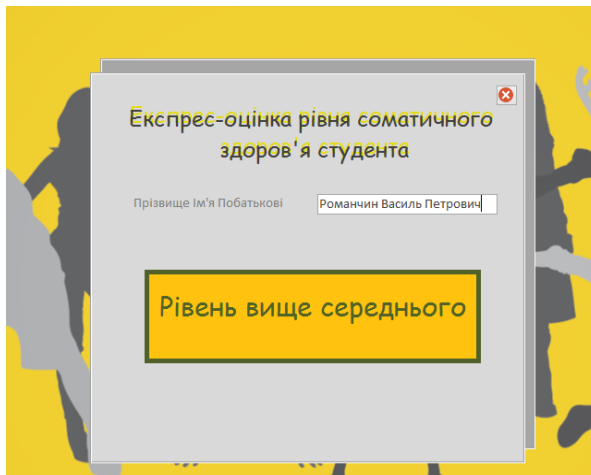 Експрес-оцінка рівня соматичного
здоров'я студента
Прізвище Ім'я Побатькові Романчин Василь Петрович
Рівень вище середнього